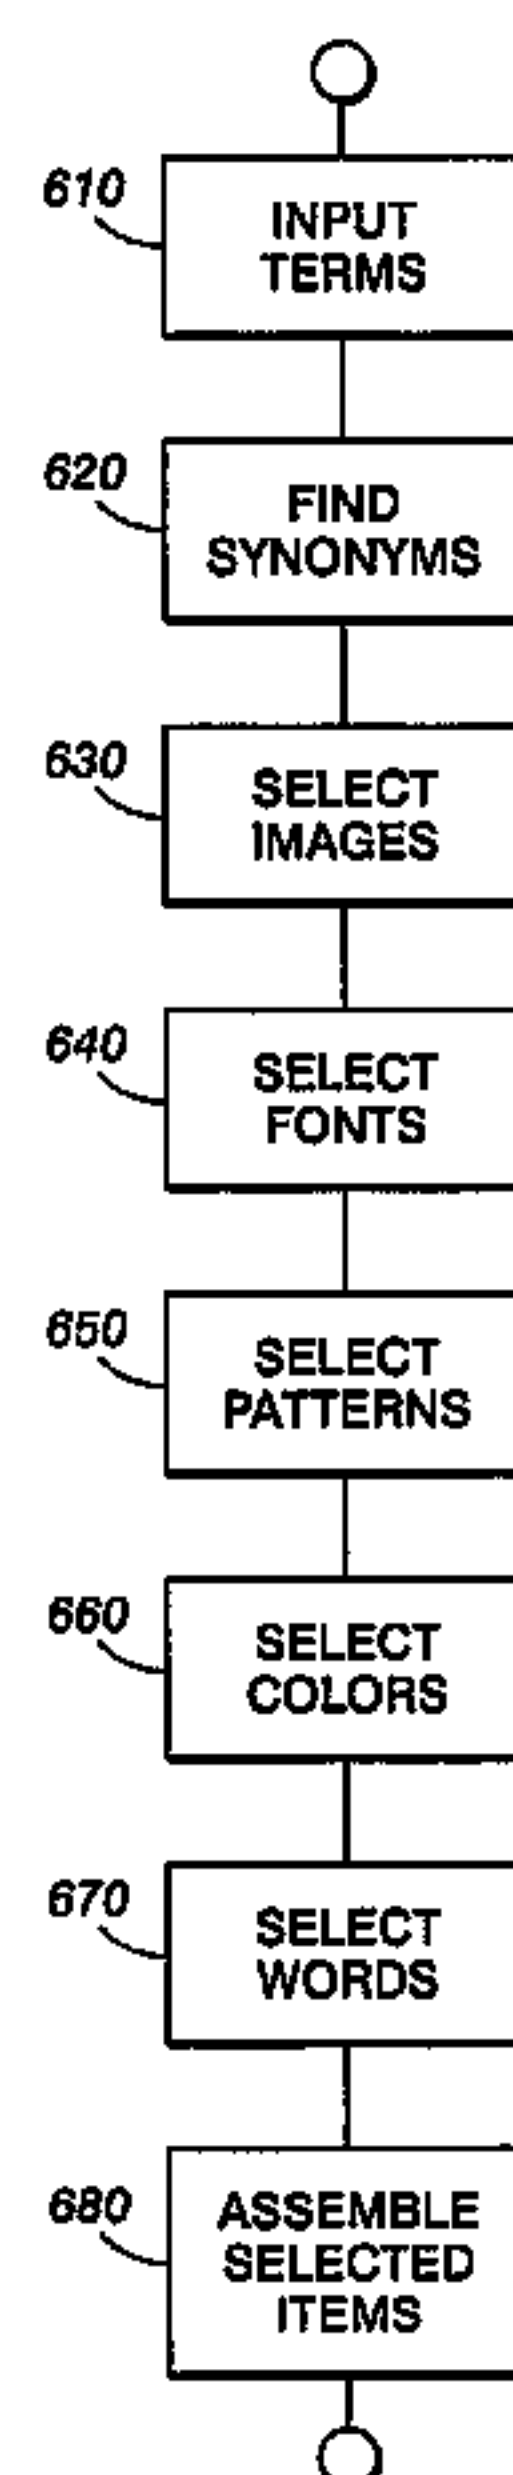 610
INPUT
TERMS
620
FIND
SYNONYMS
630
SELECT
IMAGES
640
SELECT
FONTS
650
SELECT
PATTERNS
660
SELECT
COLORS
670
SELECT
WORDS
680
ASSEMBLE
SELECTED
ITEMS